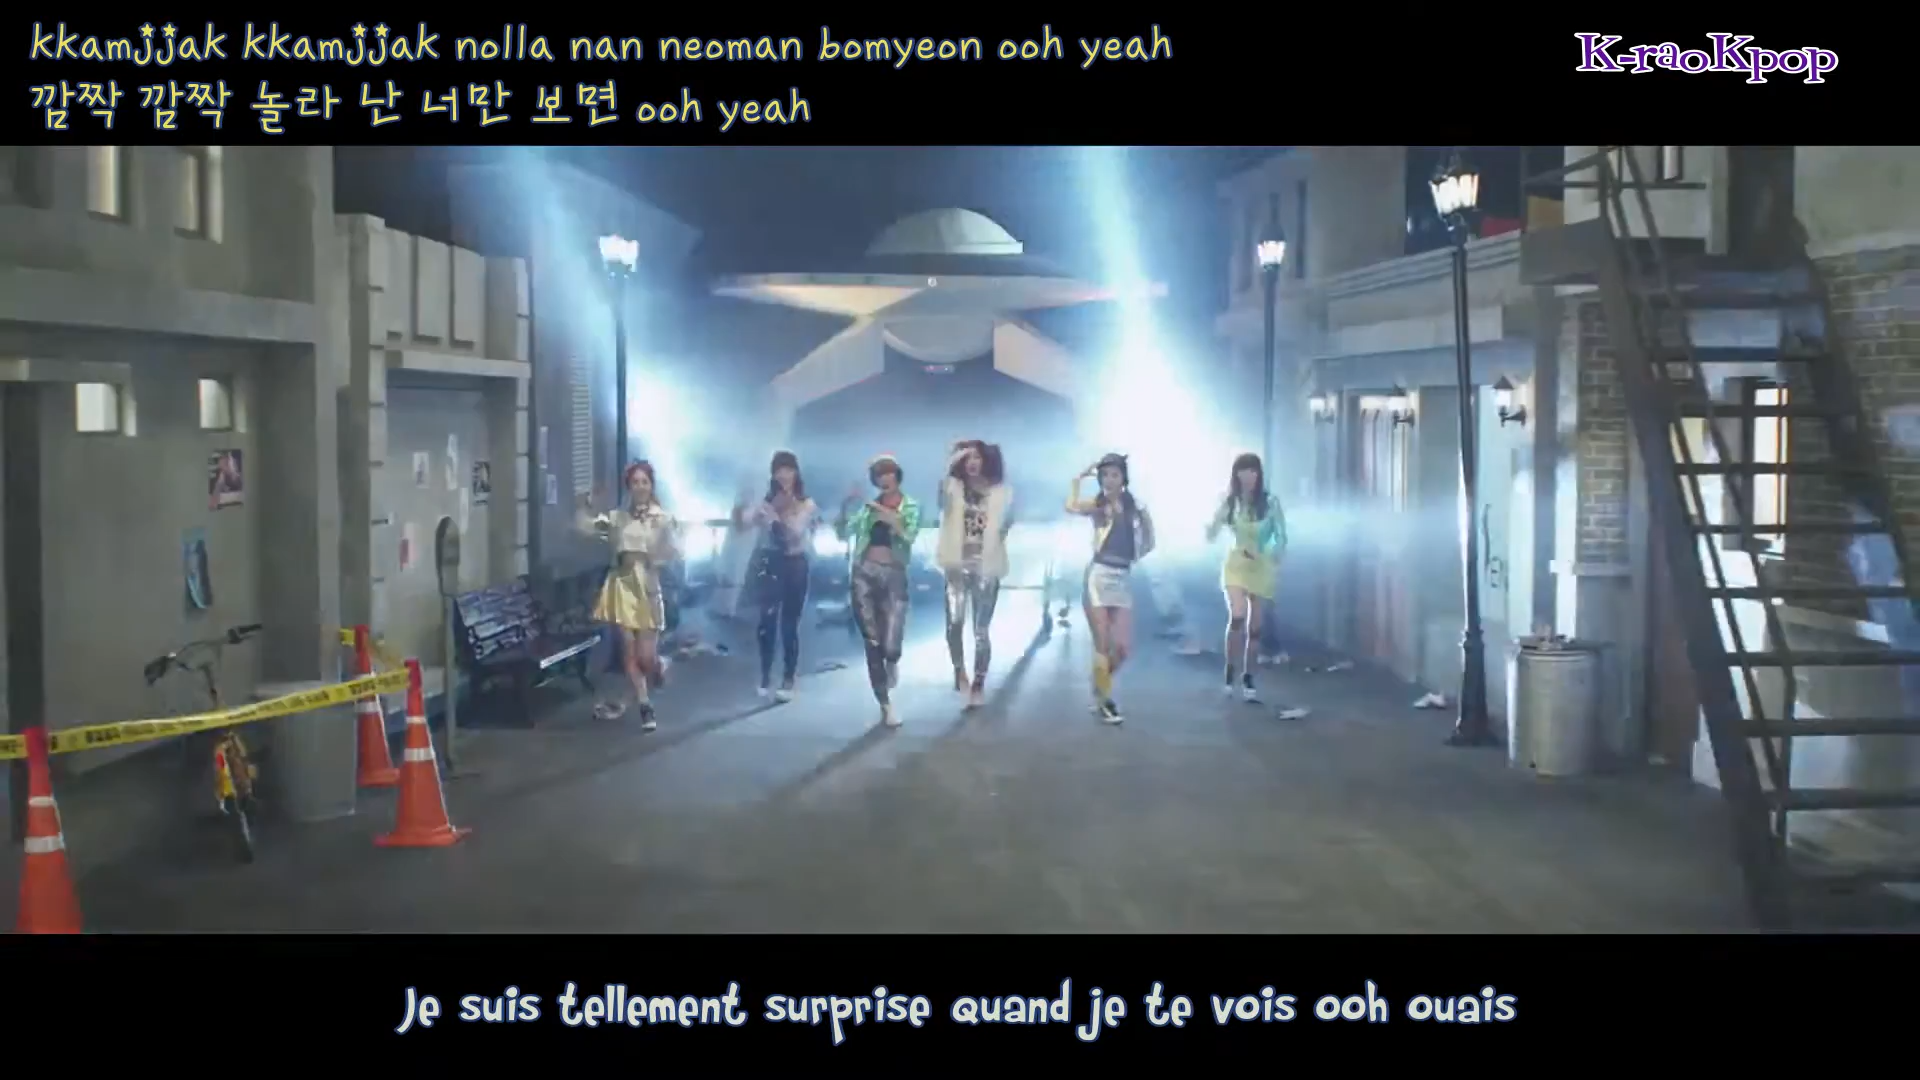 kkamjjak kkamjjak nolla nan neoman bomyeon ooh yeah
깜짝 깜짝 놀라 난 너만 보면 ooh yeah
K-raoKpop
Je suis tellement surprise quand je te vois ooh ouais